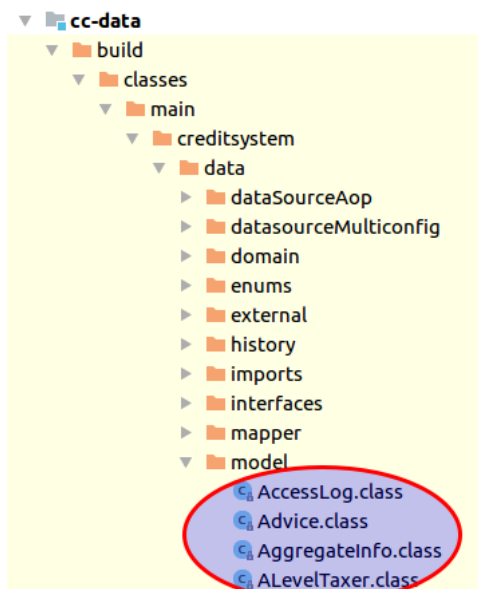 cc-data
build
classes
main
creditsystem
data
dataSourceAop
datasourceMulticonfig
domain
enums
external
history
imports
interfaces
mapper
model
AccessLog.class
Advice.class
AggregateInfo.class
ALevelTaxer.class